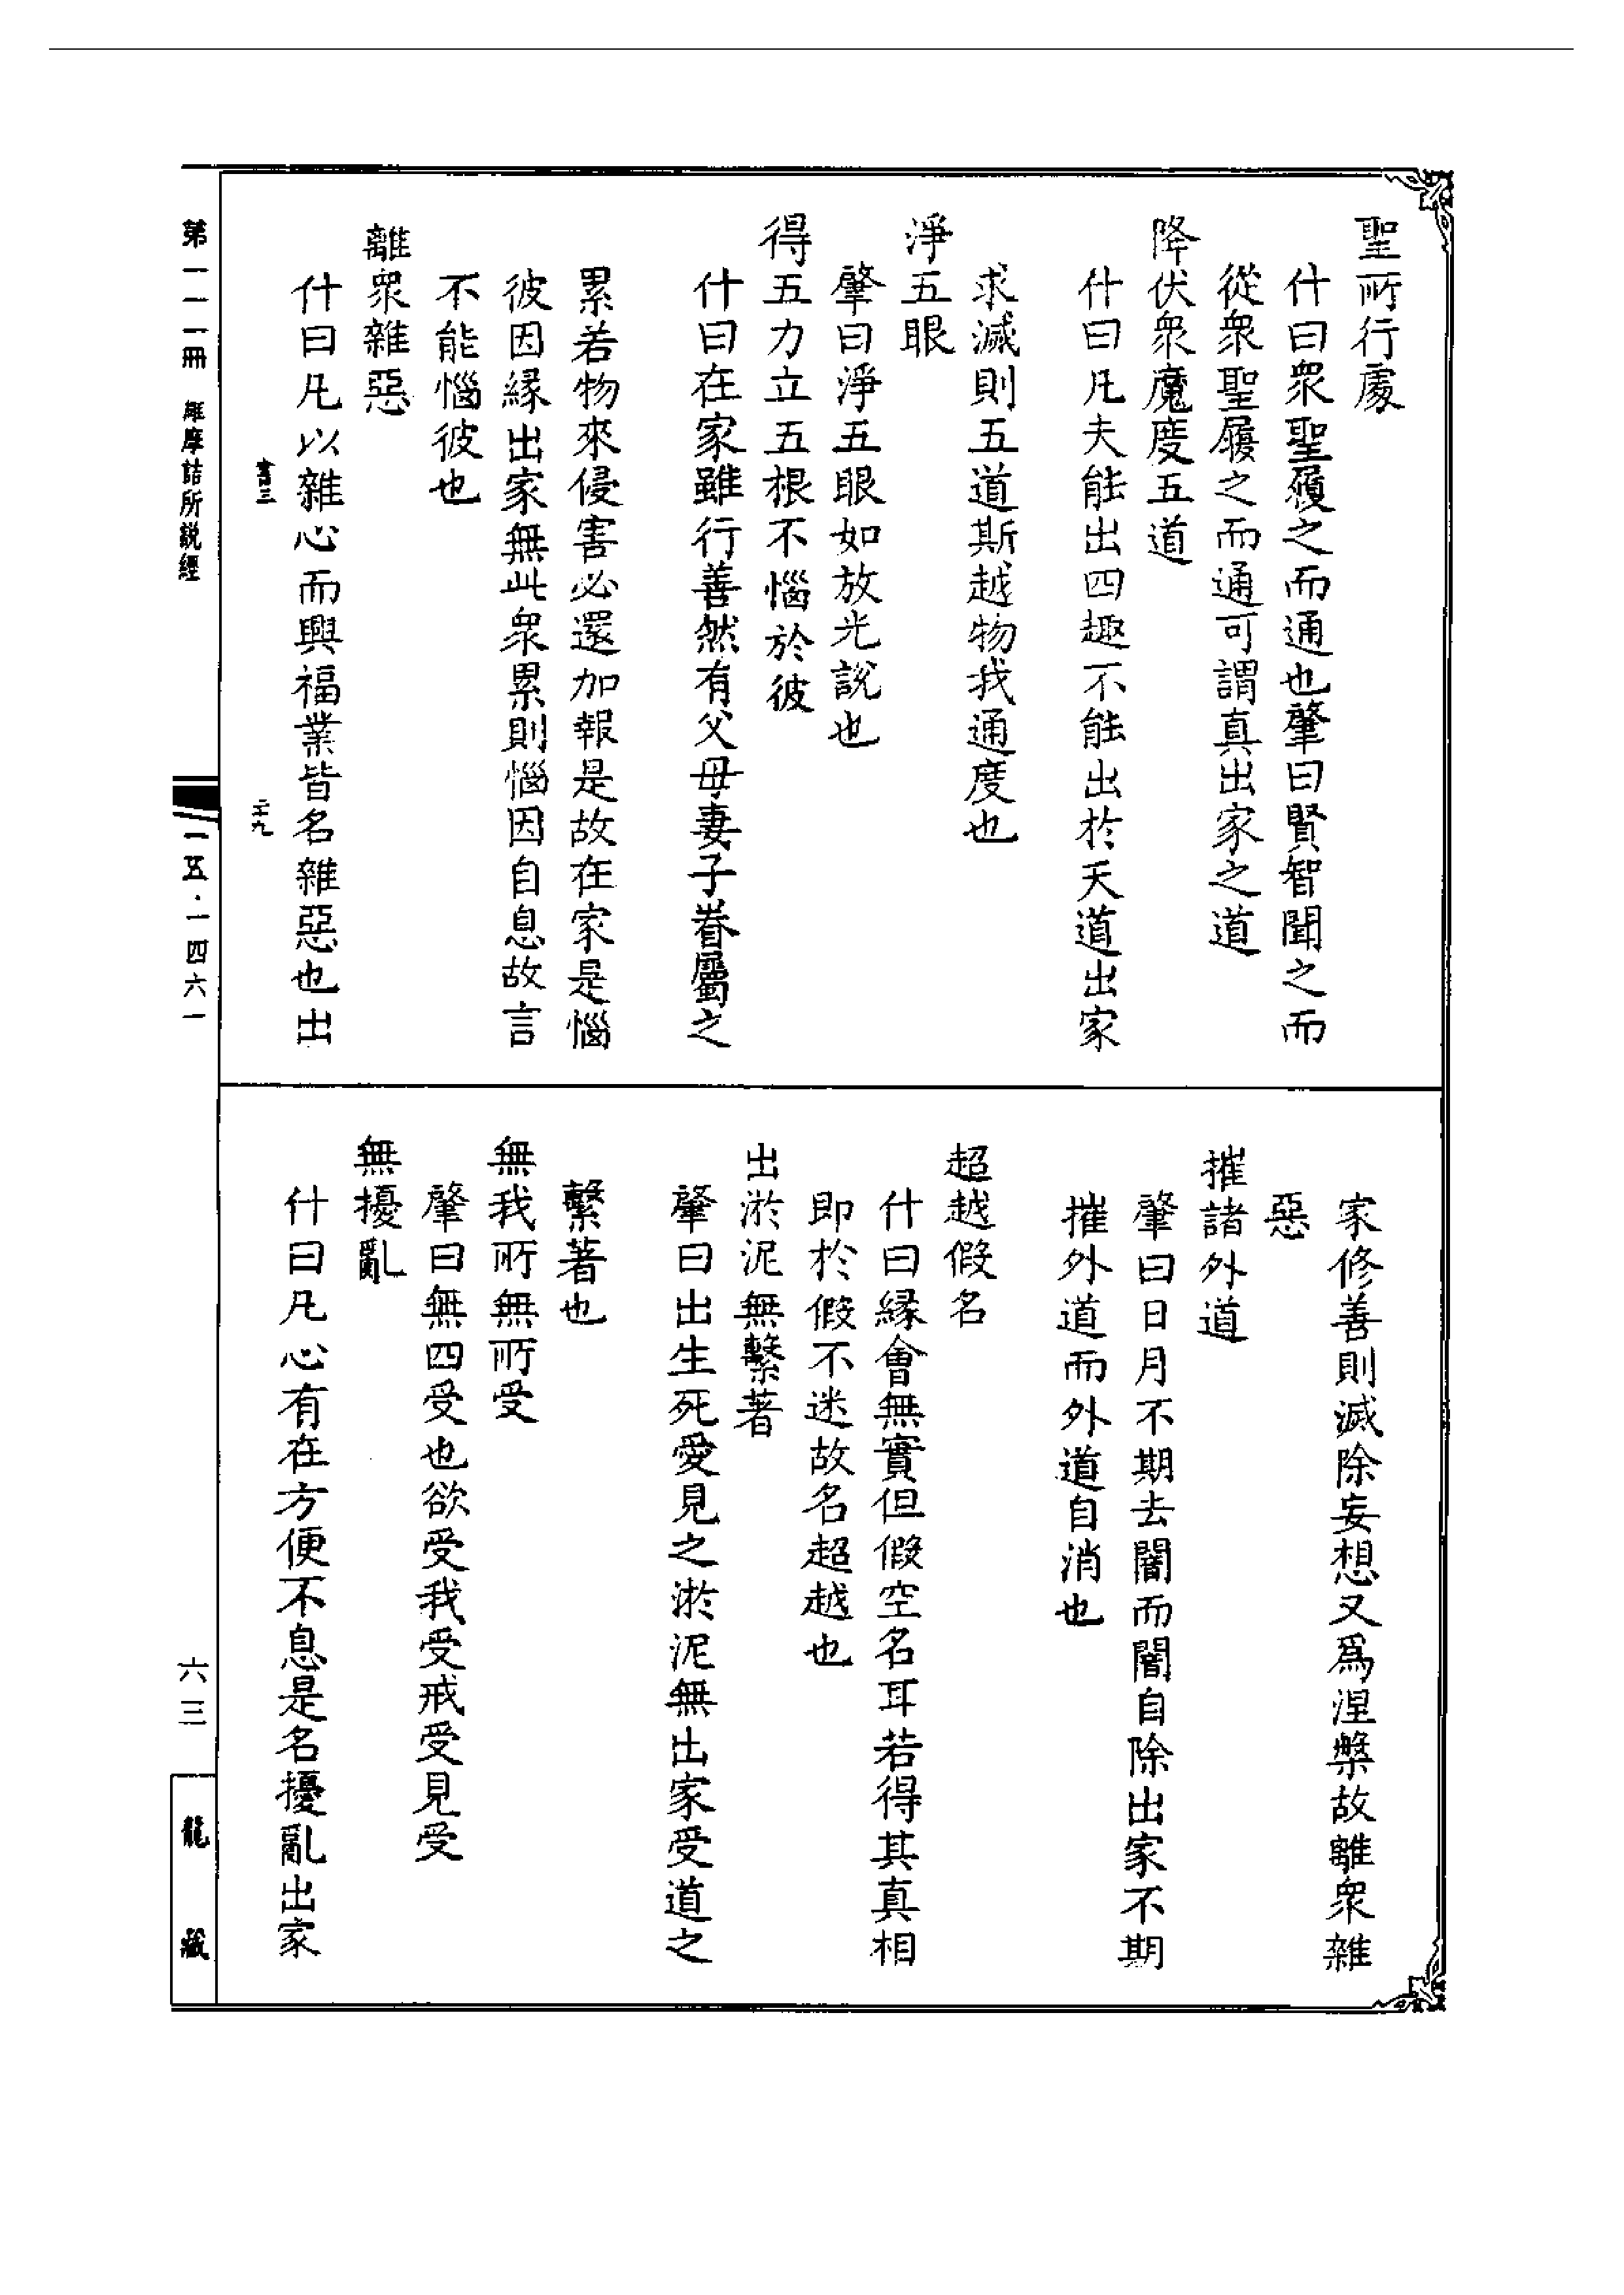 聖所行處
什曰衆聖履之而通也肇曰賢智聞之而
從衆聖履之而通可謂真出家之道
降伏衆魔度五道
什曰凡夫能出四趣不能出於天道出家
求滅則五道斯越物我通度也
淨五眼
肇曰淨五眼如放光說也
得五力立五根不惱於彼
什曰在家雖行善然有父母妻子眷屬之
累若物來侵害必還加報是故在家是惱
彼因緣出家無此衆累則惱因自息故言
不能惱彼也
離衆雜惡
什曰凡以雜心而興福業皆名雜惡也出
家修善則滅除妄想又爲涅槃故離衆雜
惡
摧諸外道
肇曰日月不期去闇而闇自除出家不期
摧外道而外道自消也
超越假名
什曰緣會無實但假空名耳若得其真相
即於假不迷故名超越也
出淤泥無繫著
肇曰出生死愛見之淤泥無出家受道之
繫著也
無我所無所受
肇曰無四受也欲受我受戒受見受
無擾亂
什曰凡心有在方便不息是名擾亂出家
書三
二十九
第一一一冊 維摩詰所説經
一五·一四六一
六三
龍藏